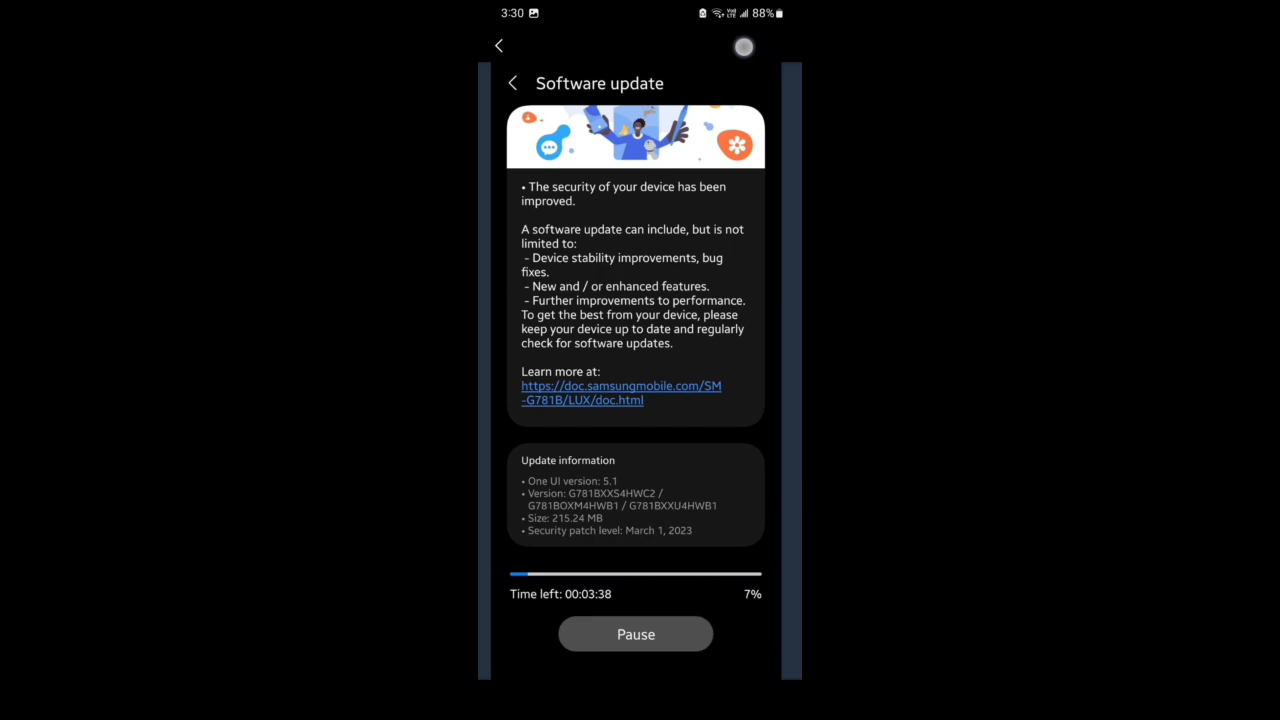 3:30
Vo) LTE 88%
Software update
• The security of your device has been
improved.
A software update can include, but is not
limited to:
- Device stability improvements, bug
fixes.
- New and / or enhanced features.
- Further improvements to performance.
To get the best from your device, please
keep your device up to date and regularly
check for software updates.
Learn more at:
https://doc.samsungmobile.com/SM
-G781B/LUX/doc.html
Update information
• One UI version: 5.1
• Version: G781BXXS4HWC2 /
G781BOXM4HWB1 / G781BXXU4HWB1
• Size: 215.24 MB
• Security patch level: March 1, 2023
Time left: 00:03:38 7%
Pause